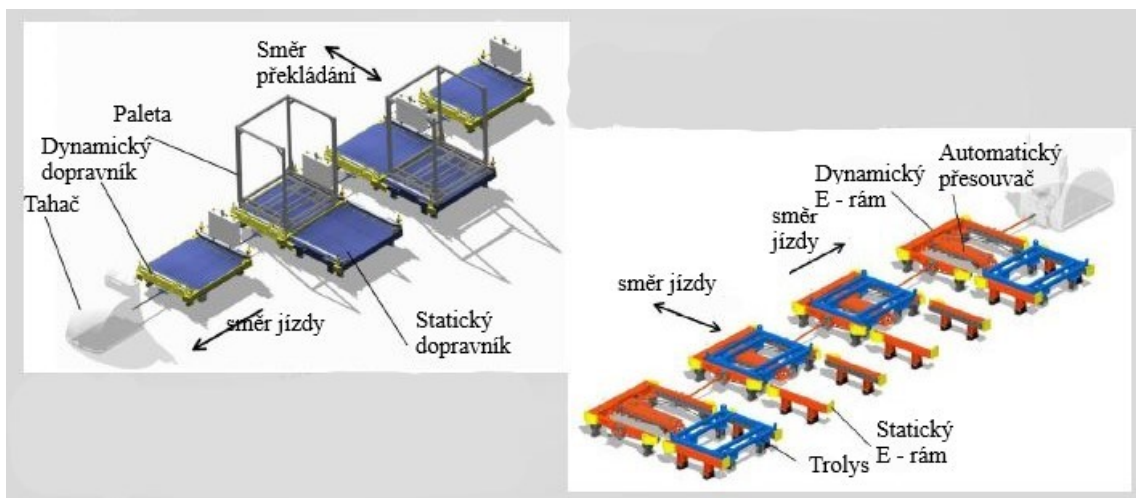 Směr
překládání
Paleta
Dynamický
dopravník
Tahač
směr jízdy
Statický
dopravník
Automatický
přesouvač
Dynamický
E - rám
směr
jízdy
směr jízdy
Statický
E - rám
Trolys